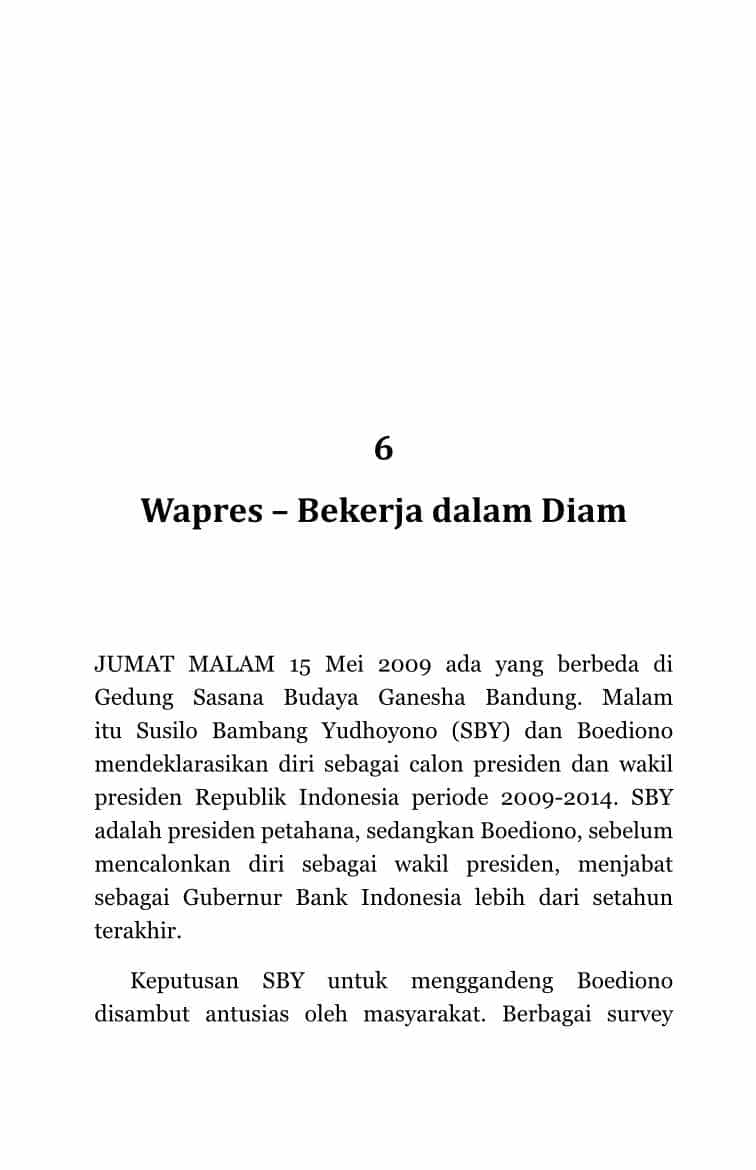 6
Wapres – Bekerja dalam Diam
JUMAT MALAM 15 Mei 2009 ada yang berbeda di
Gedung Sasana Budaya Ganesha Bandung. Malam
itu Susilo Bambang Yudhoyono (SBY) dan Boediono
mendeklarasikan diri sebagai calon presiden dan wakil
presiden Republik Indonesia periode 2009-2014. SBY
adalah presiden petahana, sedangkan Boediono, sebelum
mencalonkan diri sebagai wakil presiden, menjabat
sebagai Gubernur Bank Indonesia lebih dari setahun
terakhir.
Keputusan SBY untuk menggandeng Boediono
disambut antusias oleh masyarakat. Berbagai survey